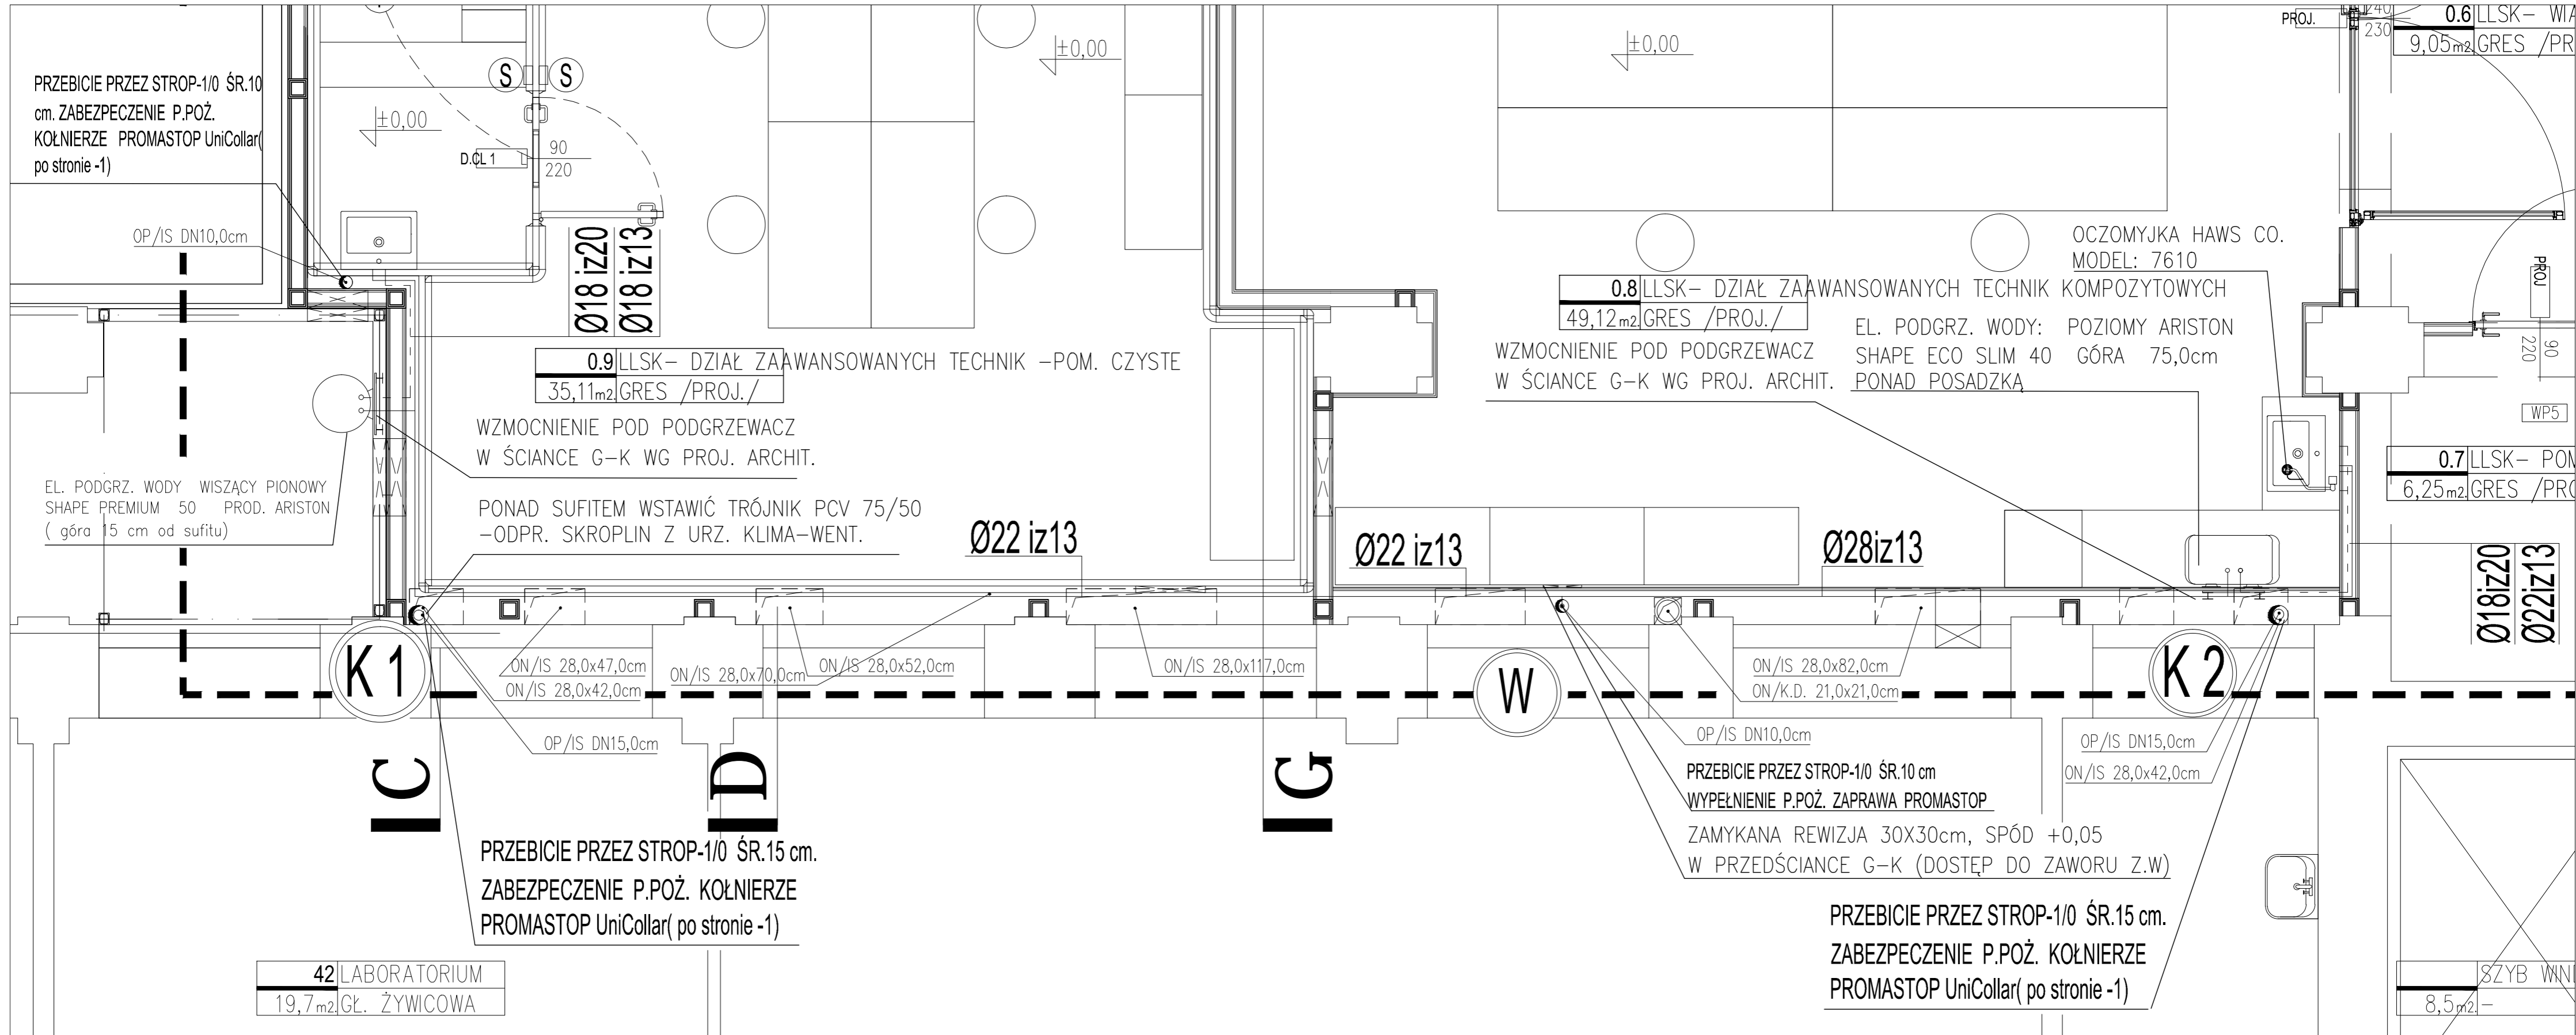 PRZEBICIE PRZEZ STROP-1/0 ŚR.10
cm. ZABEZPECZENIE P.POŻ.
KOŁNIERZE PROMASTOP UniCollar(
po stronie -1)
OP/IS DN10,0cm
±0,00
S
S
D.CL 1
90
220
±0,00
Ø18 iz20
Ø18 iz13
0.9 LLSK- DZIAŁ ZAAWANSOWANYCH TECHNIK -POM. CZYSTE
35,11m2 GRES /PROJ./
WZMOCNIENIE POD PODGRZEWACZ
W ŚCIANCE G-K WG PROJ. ARCHIT.
EL. PODGRZ. WODY WISZĄCY PIONOWY
SHAPE PREMIUM 50 PROD. ARISTON
( góra 15 cm od sufitu)
PONAD SUFITEM WSTAWIĆ TRÓJNIK PCV 75/50
-ODPR. SKROPLIN Z URZ. KLIMA-WENT.
Ø22 iz13
±0,00
PROJ.
240
230
0.6 LLSK-
9,05m2 GRES
OCZOMYJKA HAWS CO.
MODEL: 7610
0.8 LLSK- DZIAŁ ZAAWANSOWANYCH TECHNIK KOMPOZYTOWYCH
49,12m2 GRES /PROJ./
WZMOCNIENIE POD PODGRZEWACZ
W ŚCIANCE G-K WG PROJ. ARCHIT.
EL. PODGRZ. WODY: POZIOMY ARISTON
SHAPE ECO SLIM 40 GÓRA 75,0cm
PONAD POSADZKĄ
PROJ
90
220
WP5
0.7 LLSK-
6,25m2 GRES
Ø22 iz13
Ø28iz13
Ø18iz20
Ø22iz13
K1
ON/IS 28,0x47,0cm
ON/IS 28,0x42,0cm
ON/IS 28,0x70,0cm
ON/IS 28,0x52,0cm
ON/IS 28,0x117,0cm
W
ON/IS 28,0x82,0cm
ON/K.D. 21,0x21,0cm
K2
OP/IS DN15,0cm
OP/IS DN10,0cm
OP/IS DN15,0cm
ON/IS 28,0x42,0cm
C
D
G
PRZEBICIE PRZEZ STROP-1/0 ŚR.10 cm
WYPEŁNIENIE P.POŻ. ZAPRAWA PROMASTOP
ZAMYKANA REWIZJA 30X30cm, SPÓD +0,05
W PRZEDŚCIANCE G-K (DOSTĘP DO ZAWORU Z.W)
PRZEBICIE PRZEZ STROP-1/0 ŚR.15 cm.
ZABEZPECZENIE P.POŻ. KOŁNIERZE
PROMASTOP UniCollar( po stronie -1)
PRZEBICIE PRZEZ STROP-1/0 ŚR.15 cm.
ZABEZPECZENIE P.POŻ. KOŁNIERZE
PROMASTOP UniCollar( po stronie -1)
42 LABORATORIUM
19,7m2 GŁ. ŻYWICOWA
SZYB
8,5m2 -